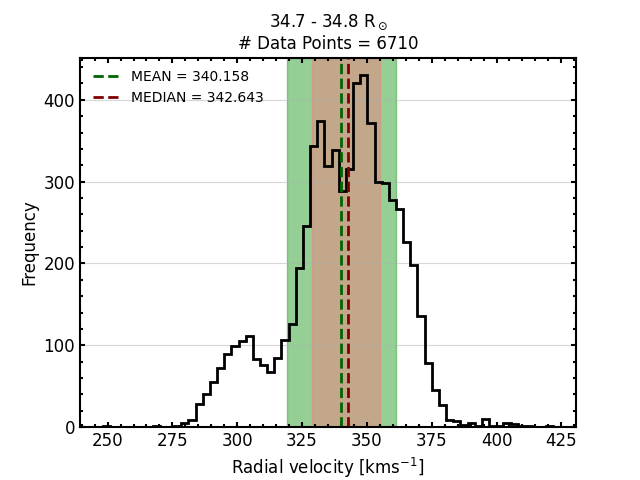 34.7 - 34.8 R⊙
# Data Points = 6710
MEAN = 340.158
MEDIAN = 342.643
Frequency
400
300
200
100
0
250 275 300 325 350 375 400 425
Radial velocity [kms⁻¹]